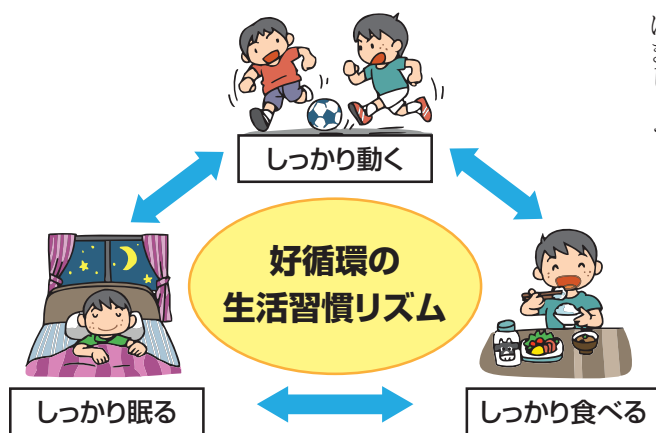 しっかり動く
好循環の
生活習慣リズム
しっかり眠る
しっかり食べる